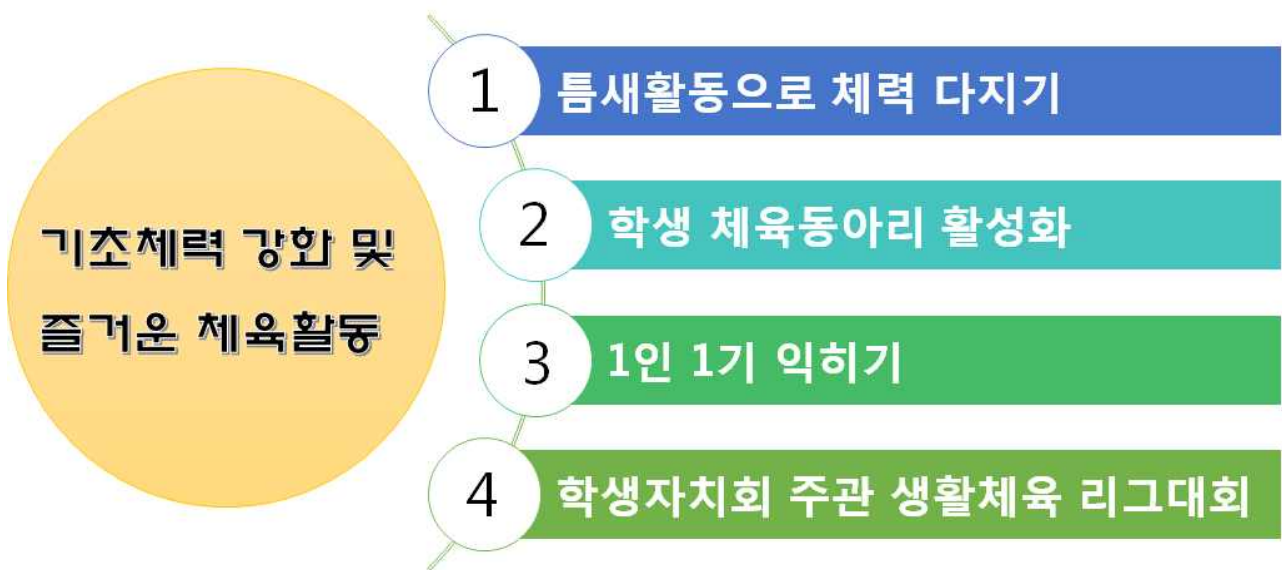 기초체력 강화 및
즐거운 체육활동
1 틈새활동으로 체력 다지기
2 학생 체육동아리 활성화
3 1인 1기 익히기
4 학생자치회 주관 생활체육 리그대회